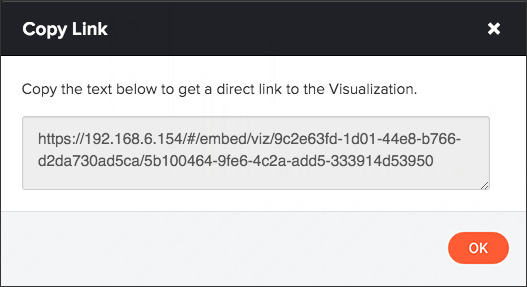 Copy Link
Copy the text below to get a direct link to the Visualization.
https://192.168.6.154/#/embed/viz/9c2e63fd-1d01-44e8-b766-
d2da730ad5ca/5b100464-9fe6-4c2a-add5-333914d53950
OK